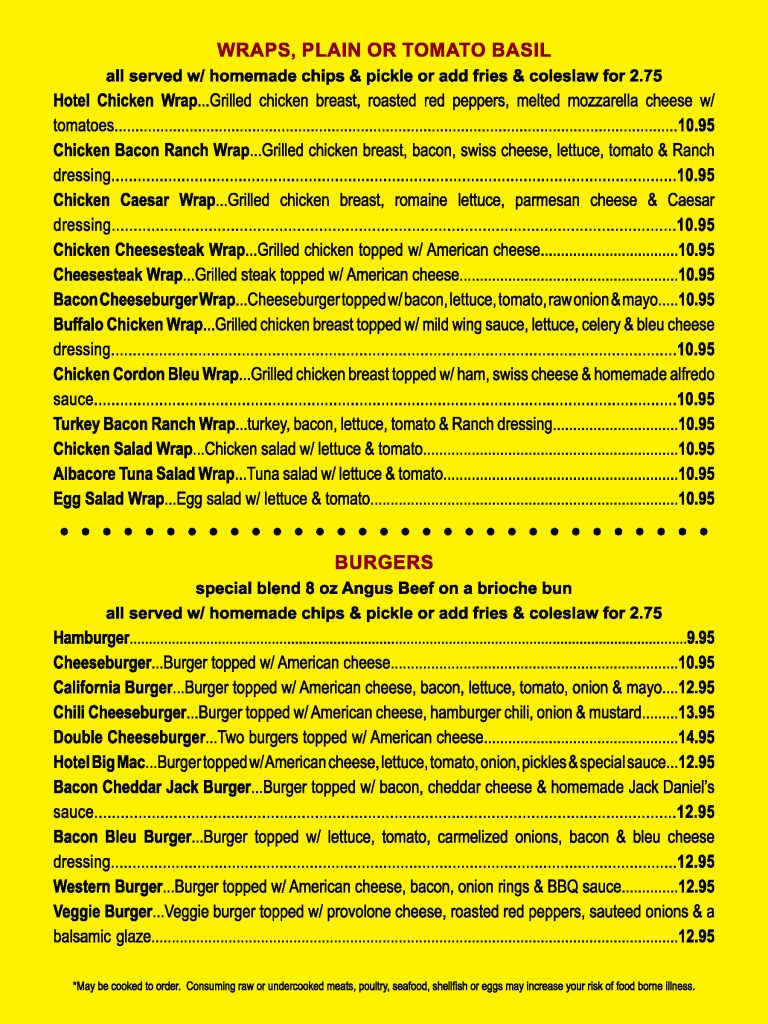 WRAPS, PLAIN OR TOMATO BASIL
all served w/ homemade chips & pickle or add fries & coleslaw for 2.75
Hotel Chicken Wrap...Grilled chicken breast, roasted red peppers, melted mozzarella cheese w/
tomatoes...10.95
Chicken Bacon Ranch Wrap...Grilled chicken breast, bacon, swiss cheese, lettuce, tomato & Ranch
dressing...10.95
Chicken Caesar Wrap...Grilled chicken breast, romaine lettuce, parmesan cheese & Caesar
dressing...10.95
Chicken Cheesesteak Wrap...Grilled chicken topped w/ American cheese...10.95
Cheesesteak Wrap...Grilled steak topped w/ American cheese...10.95
Bacon Cheeseburger Wrap...Cheeseburger topped w/ bacon, lettuce, tomato, raw onion & mayo.....10.95
Buffalo Chicken Wrap...Grilled chicken breast topped w/ mild wing sauce, lettuce, celery & bleu cheese
dressing...10.95
Chicken Cordon Bleu Wrap...Grilled chicken breast topped w/ ham, swiss cheese & homemade alfredo
sauce...10.95
Turkey Bacon Ranch Wrap...turkey, bacon, lettuce, tomato & Ranch dressing...10.95
Chicken Salad Wrap...Chicken salad w/ lettuce & tomato...10.95
Albacore Tuna Salad Wrap...Tuna salad w/ lettuce & tomato...10.95
Egg Salad Wrap...Egg salad w/ lettuce & tomato...10.95
BURGERS
special blend 8 oz Angus Beef on a brioche bun
all served w/ homemade chips & pickle or add fries & coleslaw for 2.75
Hamburger...9.95
Cheeseburger...Burger topped w/ American cheese...10.95
California Burger...Burger topped w/ American cheese, bacon, lettuce, tomato, onion & mayo....12.95
Chili Cheeseburger...Burger topped w/ American cheese, hamburger chili, onion & mustard.........13.95
Double Cheeseburger...Two burgers topped w/ American cheese...14.95
Hotel Big Mac...Burger topped w/ American cheese, lettuce, tomato, onion, pickles & special sauce...12.95
Bacon Cheddar Jack Burger...Burger topped w/ bacon, cheddar cheese & homemade Jack Daniel's
sauce...12.95
Bacon Bleu Burger...Burger topped w/ lettuce, tomato, carmelized onions, bacon & bleu cheese
dressing...12.95
Western Burger...Burger topped w/ American cheese, bacon, onion rings & BBQ sauce..............12.95
Veggie Burger...Veggie burger topped w/ provolone cheese, roasted red peppers, sauteed onions & a
balsamic glaze...12.95
*May be cooked to order. Consuming raw or undercooked meats, poultry, seafood, shellfish or eggs may increase your risk of food borne illness.